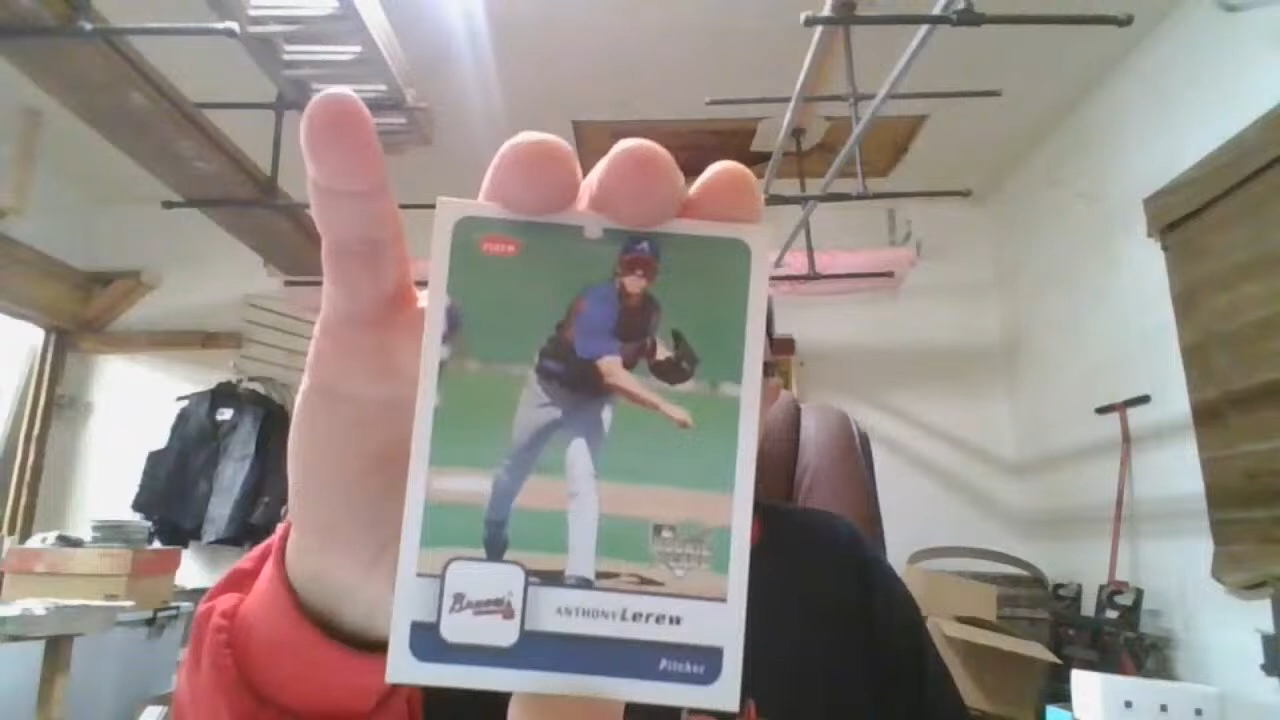 FLEER
A
Braves
ANTHONY Lerew
Pitcher